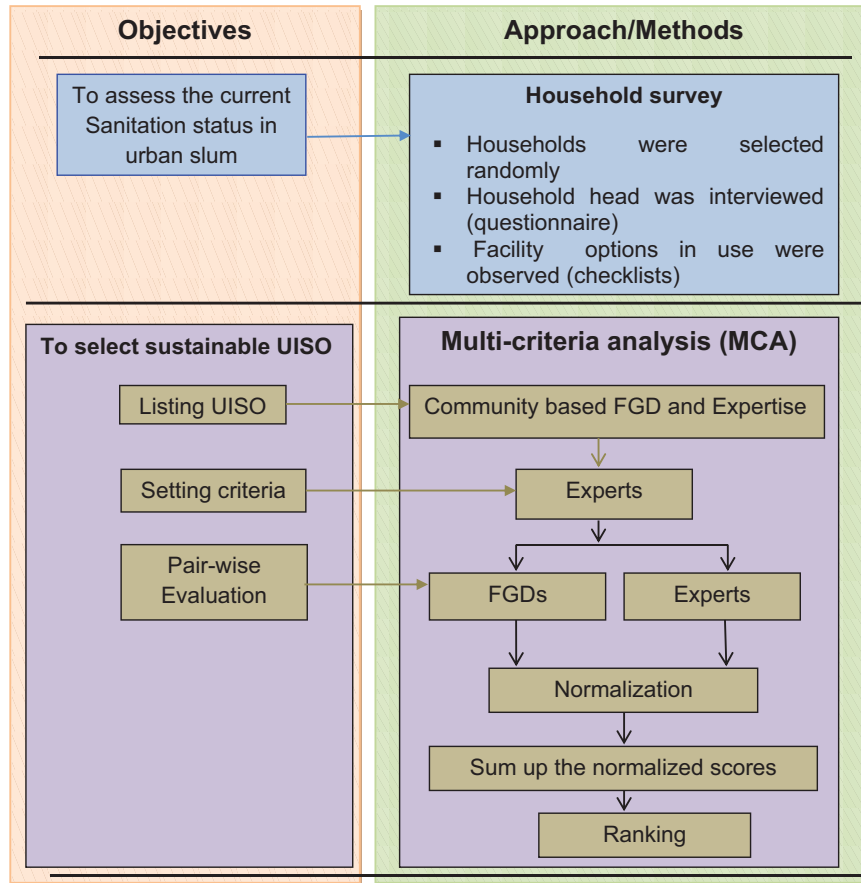 Objectives
Approach/Methods
To assess the current
Sanitation status in
urban slum
Household survey
▪ Households were selected
randomly
▪ Household head was interviewed
(questionnaire)
▪ Facility options in use were
observed (checklists)
To select sustainable UISO
Multi-criteria analysis (MCA)
Listing UISO
Community based FGD and Expertise
Setting criteria
Experts
Pair-wise
Evaluation
FGDs
Experts
Normalization
Sum up the normalized scores
Ranking